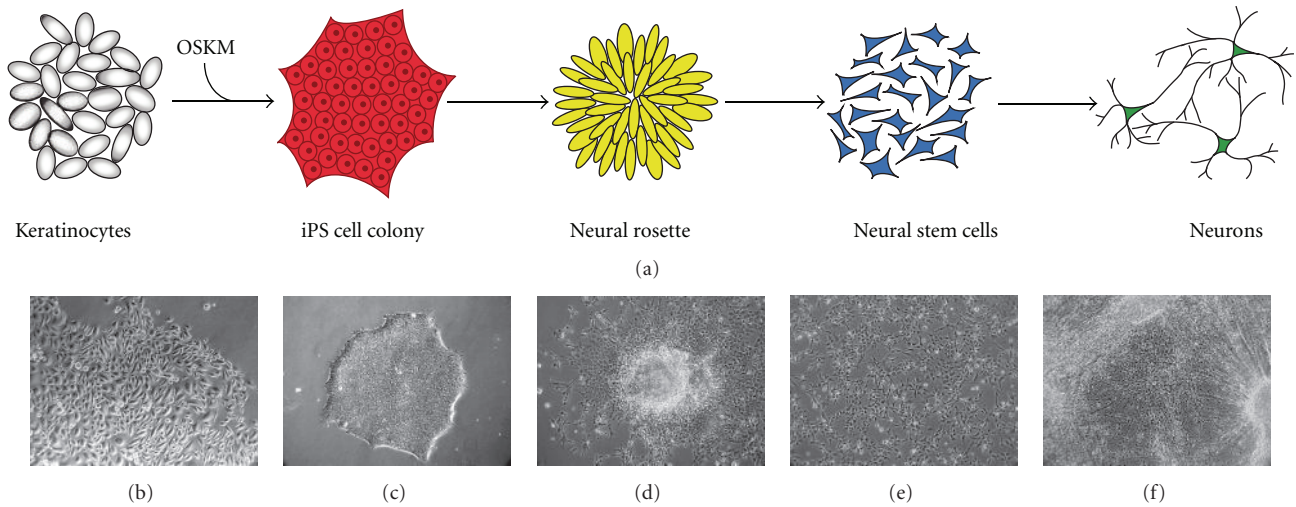 OSKM
Keratinocytes
iPS cell colony
Neural rosette
Neural stem cells
Neurons
(a)
(b)
(c)
(d)
(e)
(f)